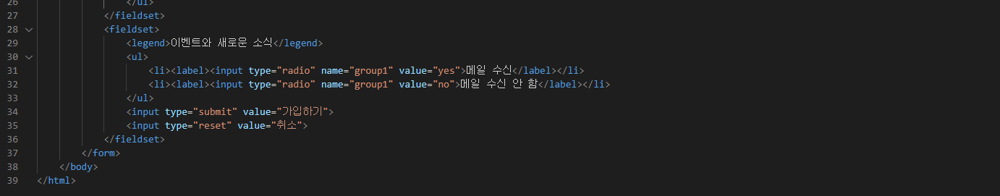 26 </ul>
27 </fieldset>
28 <fieldset>
29 <legend>이벤트와 새로운 소식</legend>
30 <ul>
31 <li><label><input type="radio" name="group1" value="yes">메일 수신</label></li>
32 <li><label><input type="radio" name="group1" value="no">메일 수신 안 함</label></li>
33 </ul>
34 <input type="submit" value="가입하기">
35 <input type="reset" value="취소">
36 </fieldset>
37 </form>
38 </body>
39 </html>